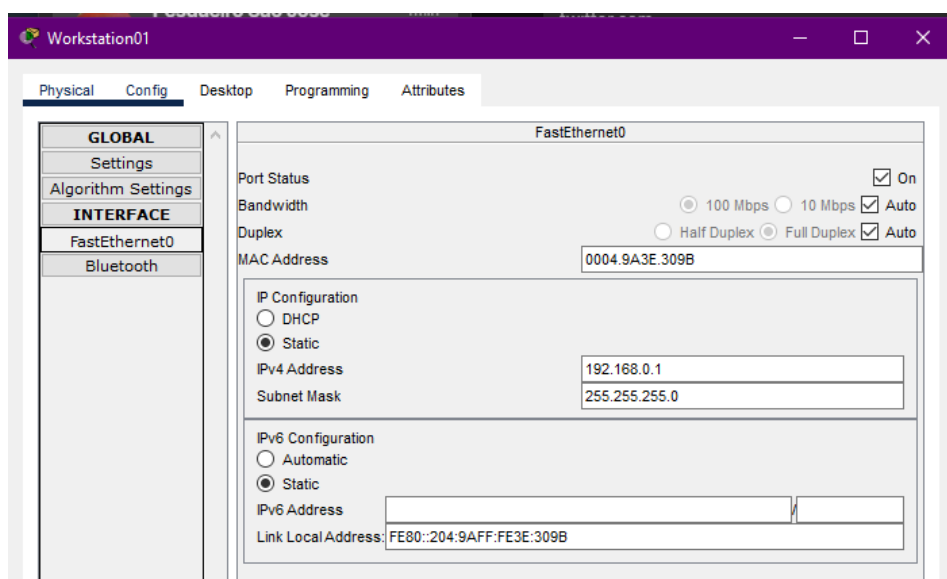 Workstation01
Physical Config Desktop Programming Attributes
GLOBAL
Settings
Algorithm Settings
INTERFACE
FastEthernet0
Bluetooth
FastEthernet0
Port Status On
Bandwidth 100 Mbps 10 Mbps Auto
Duplex Half Duplex Full Duplex Auto
MAC Address 0004.9A3E.309B
IP Configuration
DHCP
Static
IPv4 Address 192.168.0.1
Subnet Mask 255.255.255.0
IPv6 Configuration
Automatic
Static
IPv6 Address /
Link Local Address: FE80::204:9AFF:FE3E:309B